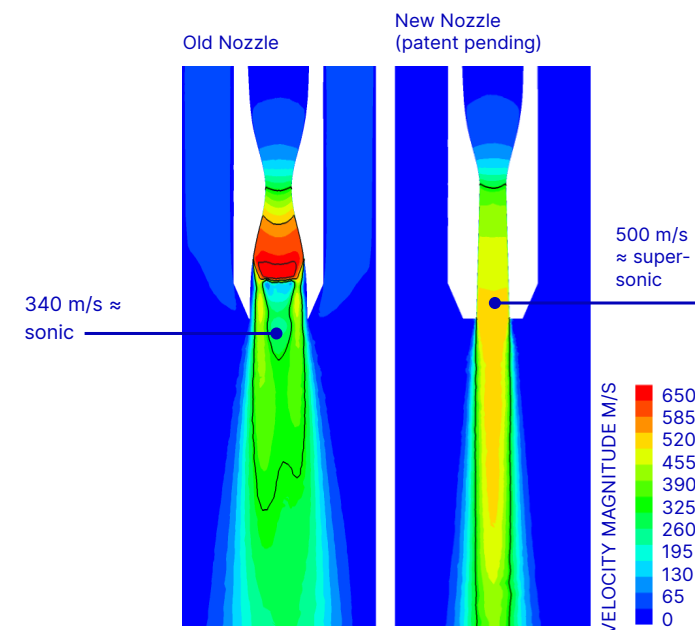 Old Nozzle
New Nozzle
(patent pending)
500 m/s
≈ super-
sonic
340 m/s ≈
sonic
VELOCITY MAGNITUDE M/S
650
585
520
455
390
325
260
195
130
65
0